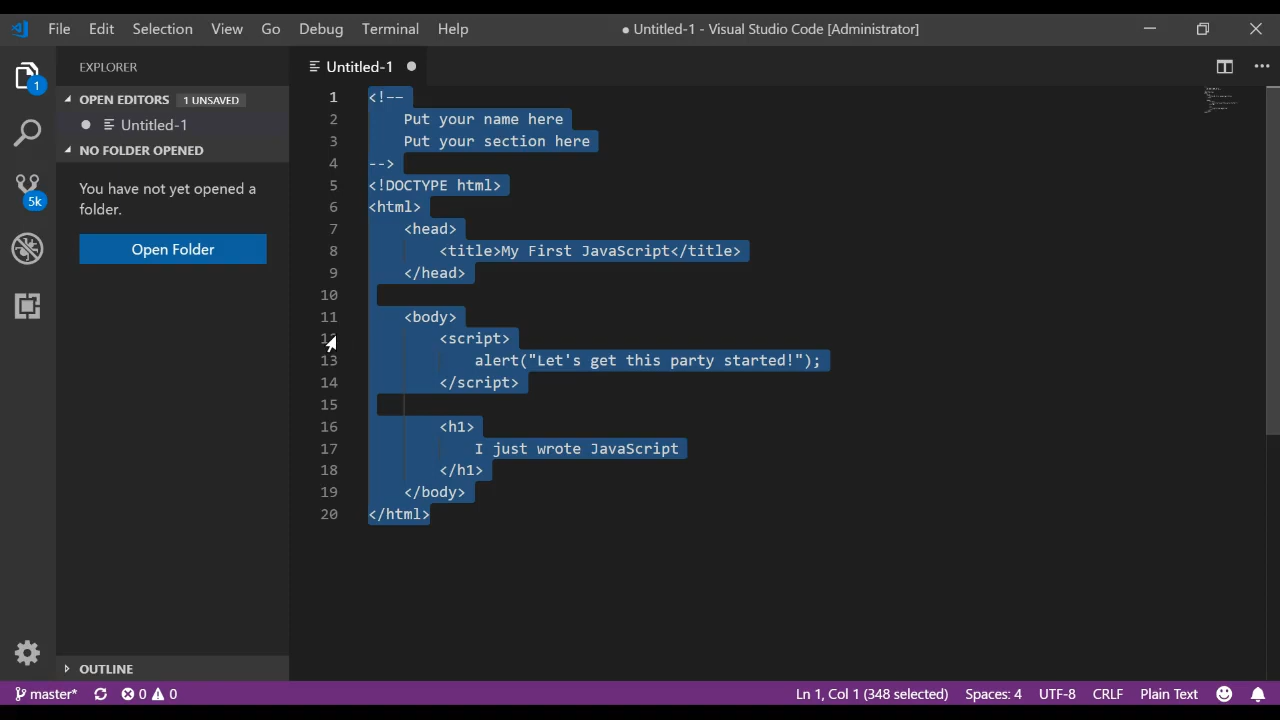 File Edit Selection View Go Debug Terminal Help ● Untitled-1 - Visual Studio Code [Administrator]
EXPLORER
OPEN EDITORS 1 UNSAVED
Untitled-1
NO FOLDER OPENED
You have not yet opened a
folder.
Open Folder
OUTLINE
1
5k
Untitled-1 ●
1 <!--
2     Put your name here
3     Put your section here
4 -->
5 <!DOCTYPE html>
6 <html>
7     <head>
8         <title>My First JavaScript</title>
9     </head>
10
11     <body>
12         <script>
13             alert("Let's get this party started!");
14         </script>
15
16         <h1>
17             I just wrote JavaScript
18         </h1>
19     </body>
20 </html>
master* 0 0 Ln 1, Col 1 (348 selected) Spaces: 4 UTF-8 CRLF Plain Text